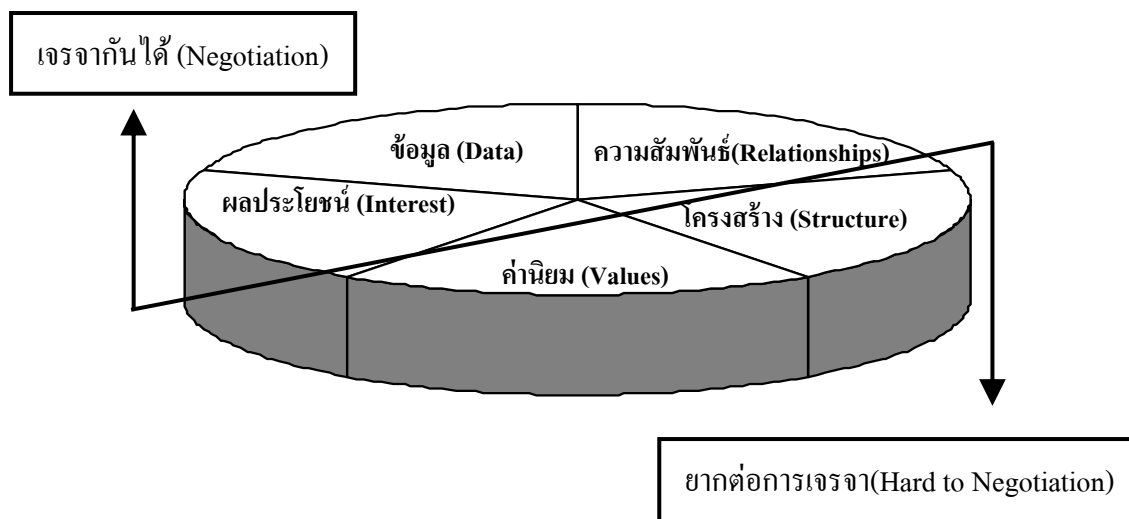 เจรจากันได้ (Negotiation)
ข้อมูล (Data)
ความสัมพันธ์(Relationships)
ผลประโยชน์ (Interest)
โครงสร้าง (Structure)
ค่านิยม (Values)
ยากต่อการเจรจา(Hard to Negotiation)